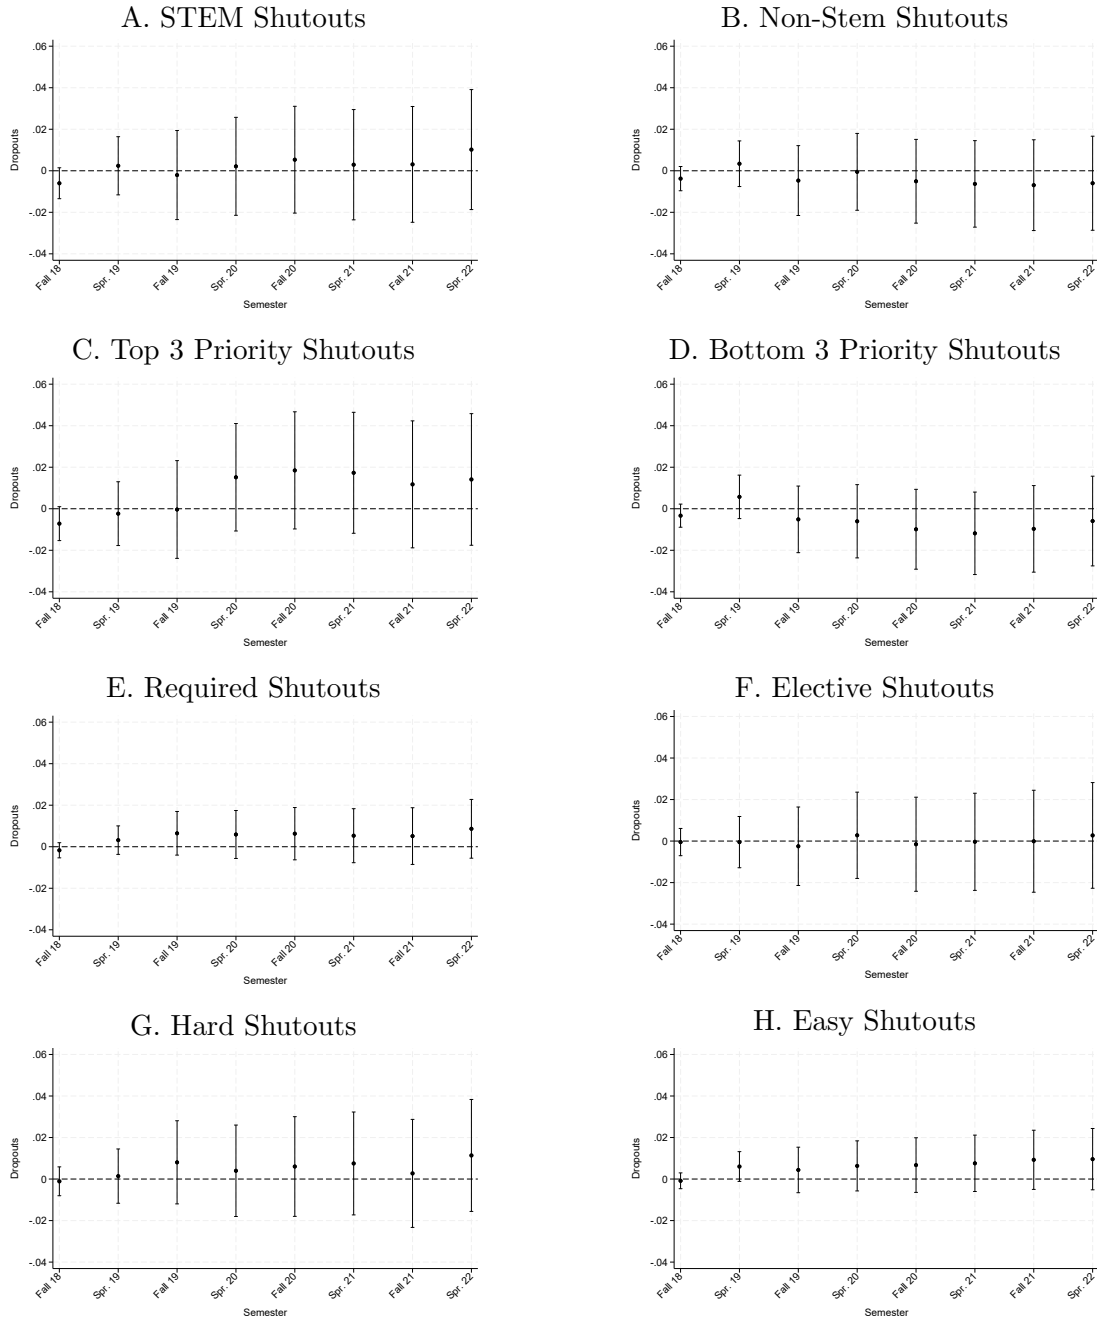 A. STEM Shutouts
.06
.04
.02
0
-.02
-.04
Dropouts
Fall 18
Spr. 19
Fall 19
Spr. 20
Fall 20
Spr. 21
Fall 21
Spr. 22
Semester
B. Non-Stem Shutouts
.06
.04
.02
0
-.02
-.04
Dropouts
Fall 18
Spr. 19
Fall 19
Spr. 20
Fall 20
Spr. 21
Fall 21
Spr. 22
Semester
C. Top 3 Priority Shutouts
.06
.04
.02
0
-.02
-.04
Dropouts
Fall 18
Spr. 19
Fall 19
Spr. 20
Fall 20
Spr. 21
Fall 21
Spr. 22
Semester
D. Bottom 3 Priority Shutouts
.06
.04
.02
0
-.02
-.04
Dropouts
Fall 18
Spr. 19
Fall 19
Spr. 20
Fall 20
Spr. 21
Fall 21
Spr. 22
Semester
E. Required Shutouts
.06
.04
.02
0
-.02
-.04
Dropouts
Fall 18
Spr. 19
Fall 19
Spr. 20
Fall 20
Spr. 21
Fall 21
Spr. 22
Semester
F. Elective Shutouts
.06
.04
.02
0
-.02
-.04
Dropouts
Fall 18
Spr. 19
Fall 19
Spr. 20
Fall 20
Spr. 21
Fall 21
Spr. 22
Semester
G. Hard Shutouts
.06
.04
.02
0
-.02
-.04
Dropouts
Fall 18
Spr. 19
Fall 19
Spr. 20
Fall 20
Spr. 21
Fall 21
Spr. 22
Semester
H. Easy Shutouts
.06
.04
.02
0
-.02
-.04
Dropouts
Fall 18
Spr. 19
Fall 19
Spr. 20
Fall 20
Spr. 21
Fall 21
Spr. 22
Semester